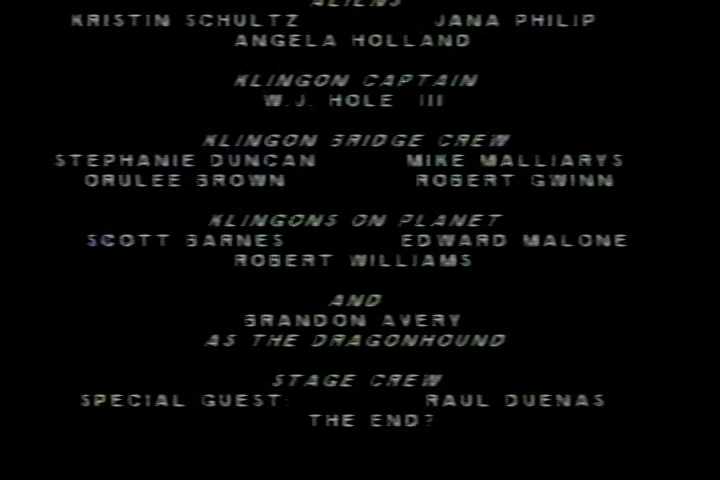 ALIENS
KRISTIN SCHULTZ JANA PHILIP
ANGELA HOLLAND
KLINGON CAPTAIN
W.J. HOLE III
KLINGON BRIDGE CREW
STEPHANIE DUNCAN MIKE MALLIARYS
ORULEE BROWN ROBERT GWINN
KLINGONS ON PLANET
SCOTT BARNES EDWARD MALONE
ROBERT WILLIAMS
AND
BRANDON AVERY
AS THE DRAGONHOUND
STAGE CREW
SPECIAL GUEST: RAUL DUENAS
THE END?